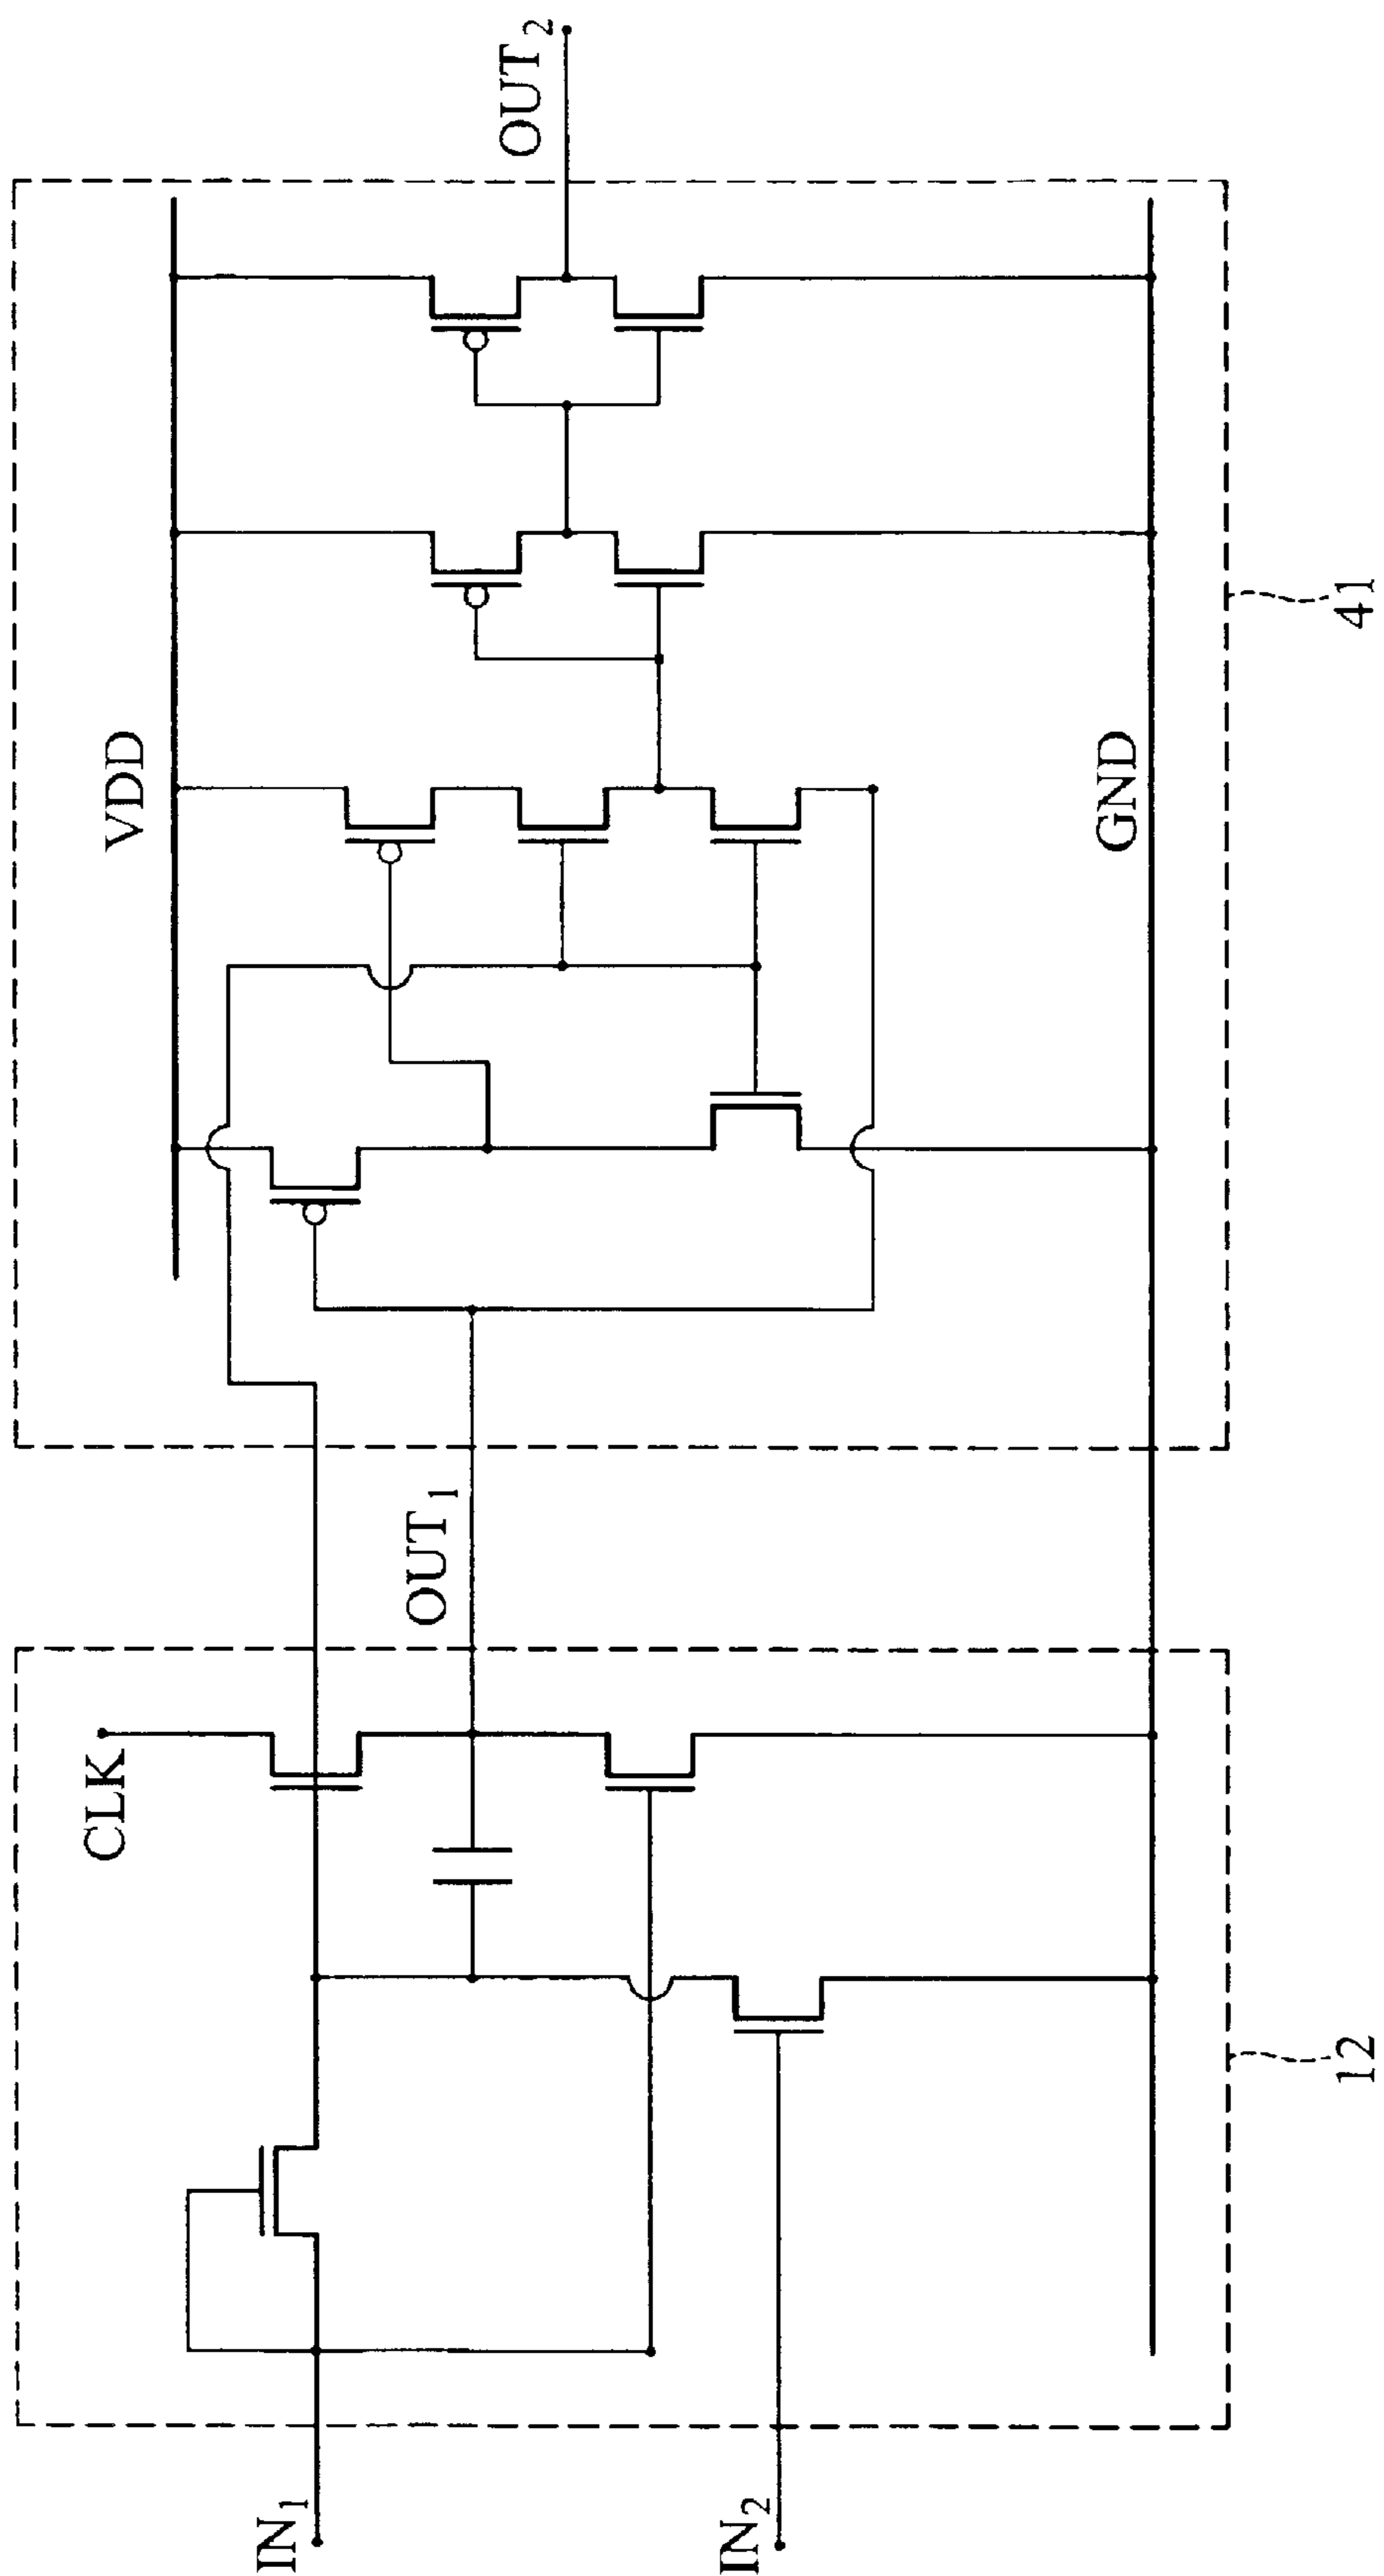 IN₁
IN₂
CLK
OUT₁
VDD
GND
OUT₂
12
41